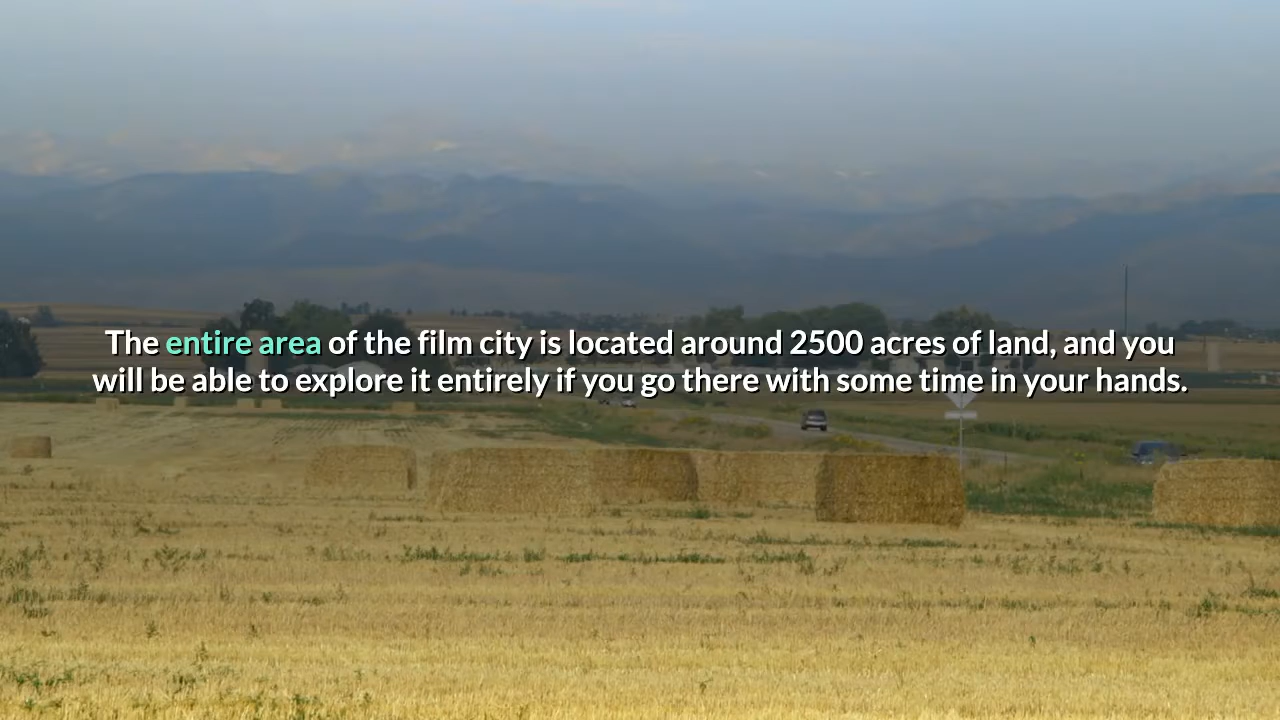 The entire area of the film city is located around 2500 acres of land, and you
will be able to explore it entirely if you go there with some time in your hands.